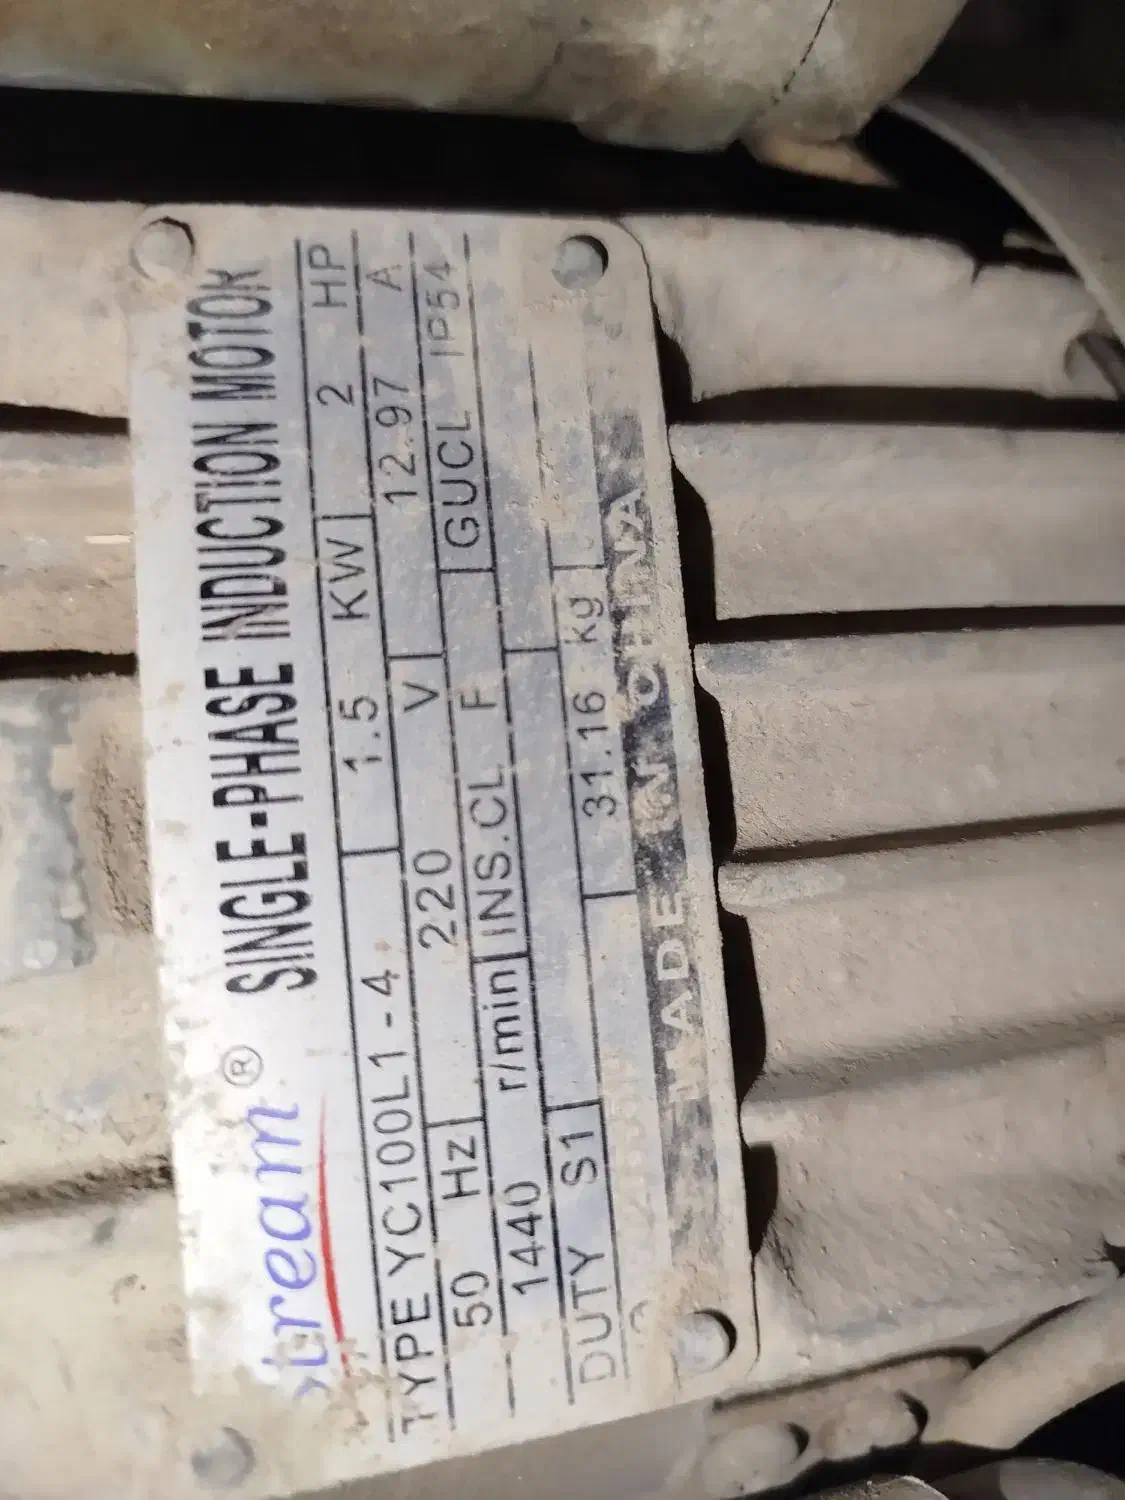 ® SINGLE-PHASE INDUCTION MOTOR
TYPE YC100L1-4 1.5 KW 2 HP
50 Hz 220 V 12.97 A
1440 r/min INS.CL F GUCL IP54
DUTY S1 31.16 kg
MADE IN CHINA